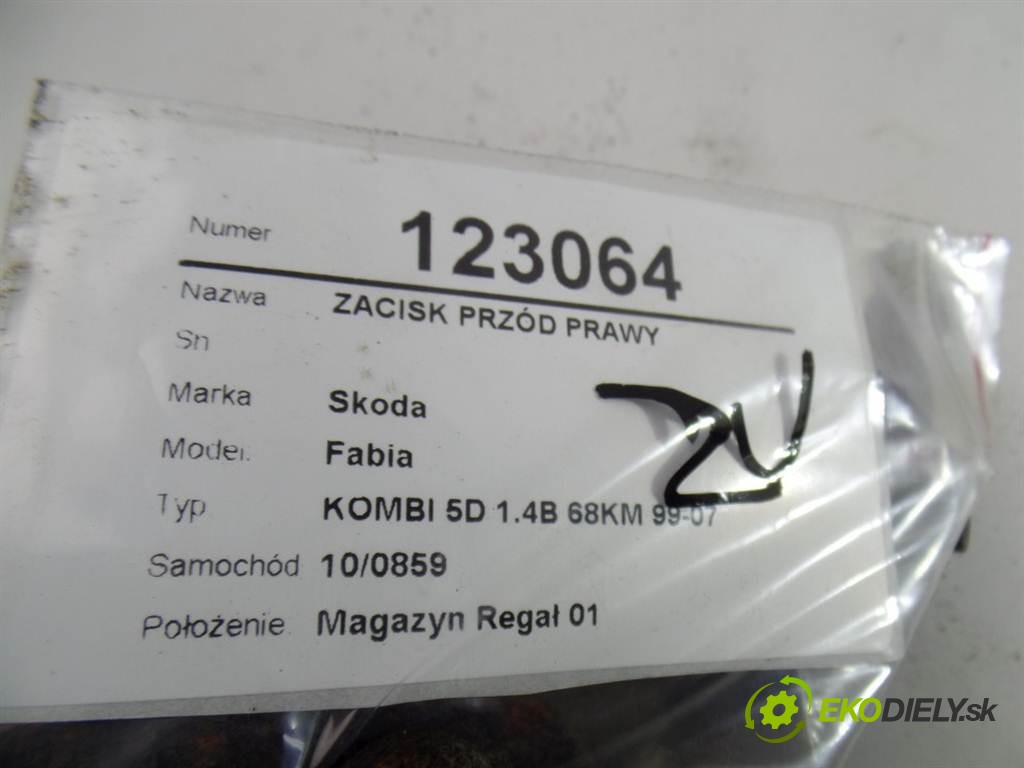 Numer 123064
Nazwa ZACISK PRZÓD PRAWY
Sn
Marka Skoda
Model: Fabia
Typ KOMBI 5D 1.4B 68KM 99-07
Samochód 10/0859
Położenie Magazyn Regał 01
EKODIELY.sk